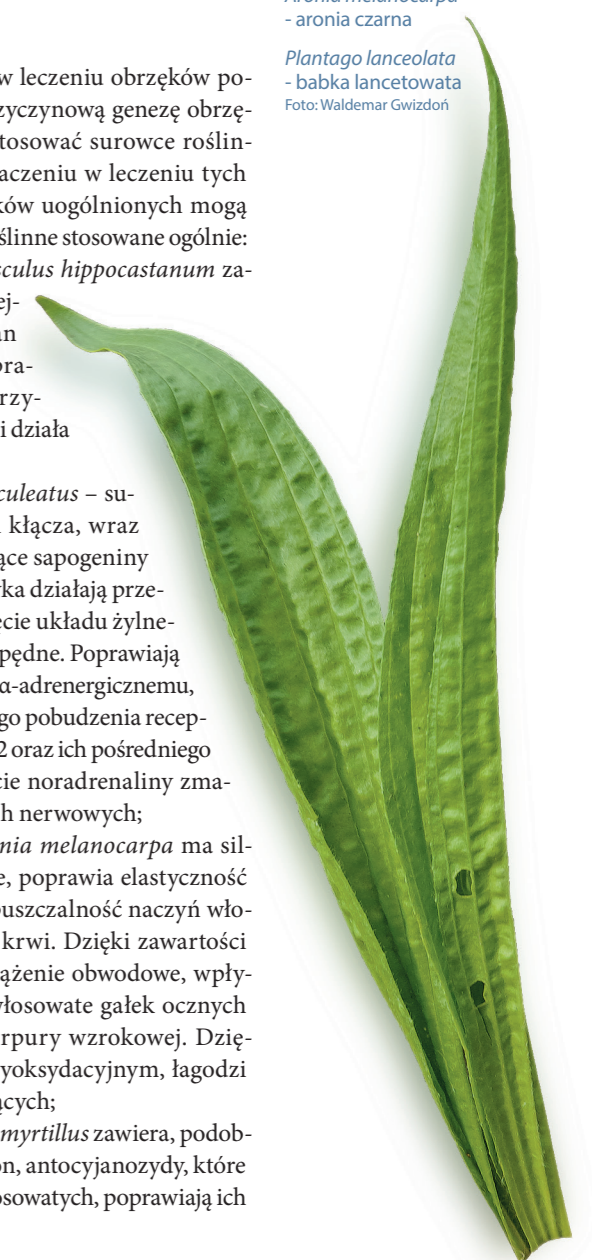 - aronia czarna
Plantago lanceolata
- babka lancetowata
Foto: Waldemar Gwizdoń
w leczeniu obrzęków po-
zyczynową genezę obrzę-
tosować surowce roślin-
aczeniu w leczeniu tych
ków uogólnionych mogą
ślinne stosowane ogólnie:
sculus hippocastanum za-
ej-
an
ra-
rzy-
i działa
culeatus – su-
kłącza, wraz
ące sapogeniny
ka działają prze-
ęcie układu żylne-
pędne. Poprawiają
α-adrenergicznemu,
go pobudzenia recep-
2 oraz ich pośredniego
cie noradrenaliny zma-
h nerwowych;
nia melanocarpa ma sil-
e, poprawia elastyczność
puszczalność naczyń wło-
krwi. Dzięki zawartości
ążenie obwodowe, wpły-
włosowate gałek ocznych
rpury wzrokowej. Dzię-
yoksydacyjnym, łagodzi
ących;
myrtillus zawiera, podob-
on, antocyjanozydy, które
osowatych, poprawiają ich